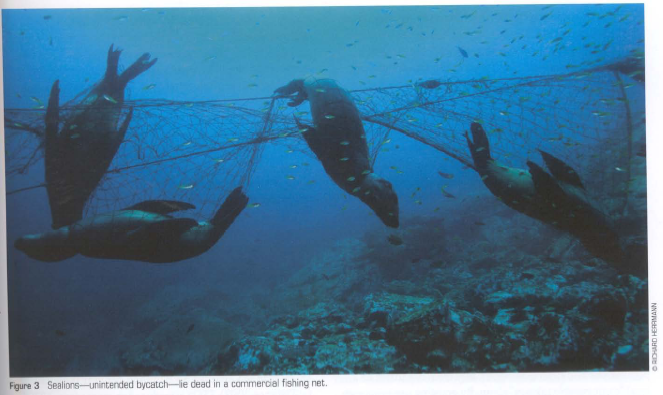 © RICHARD HERRMANN
Figure 3 Sealions—unintended bycatch—lie dead in a commercial fishing net.